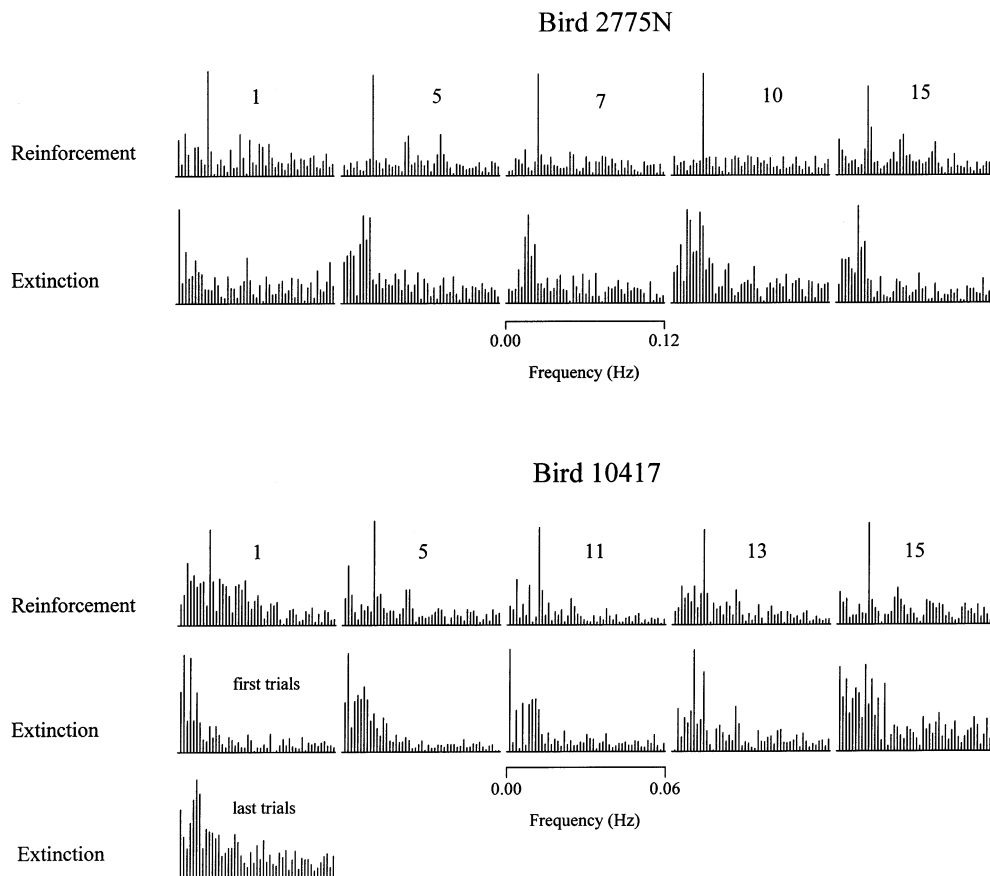 Bird 2775N
1 5 7 10 15
Reinforcement
Extinction
0.00 0.12
Frequency (Hz)
Bird 10417
1 5 11 13 15
Reinforcement
first trials
Extinction
0.00 0.06
last trials
Frequency (Hz)
Extinction